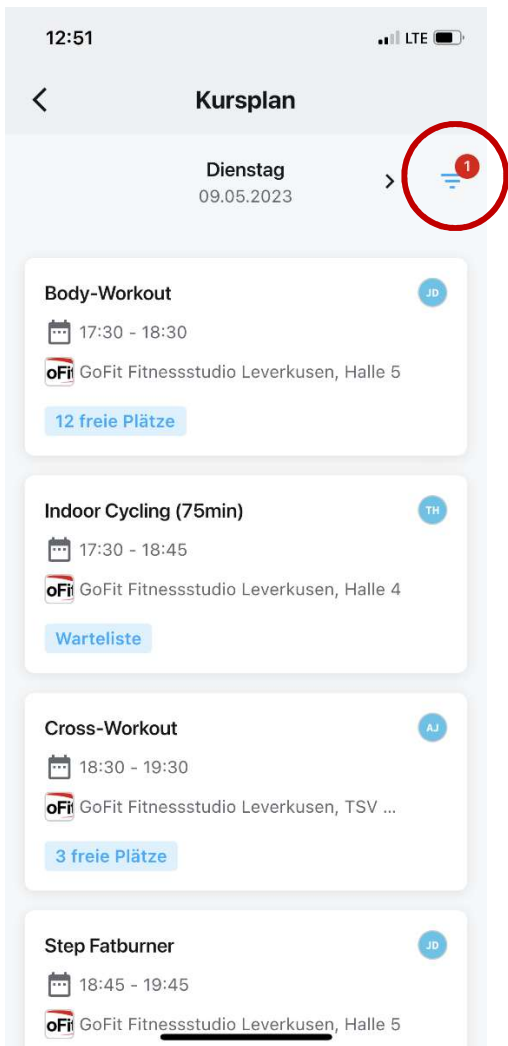 12:51
LTE
Kursplan
Dienstag
1
09.05.2023
Body-Workout
JD
17:30 - 18:30
oFi GoFit Fitnessstudio Leverkusen, Halle 5
12 freie Plätze
Indoor Cycling (75min)
TH
17:30 - 18:45
oFi GoFit Fitnessstudio Leverkusen, Halle 4
Warteliste
Cross-Workout
AJ
18:30 - 19:30
oFi GoFit Fitnessstudio Leverkusen, TSV ...
3 freie Plätze
Step Fatburner
JD
18:45 - 19:45
oFi GoFit Fitnessstudio Leverkusen, Halle 5